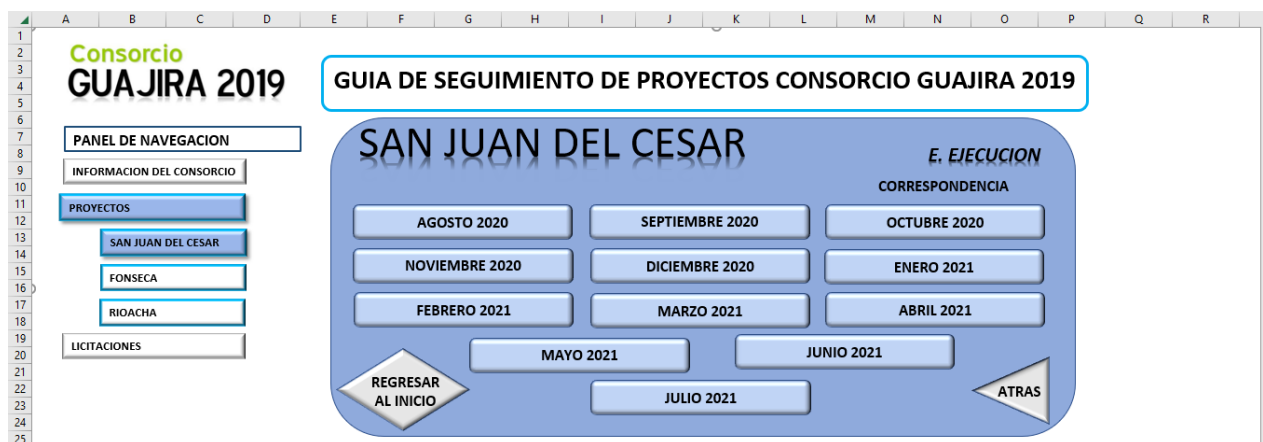 A B C D E F G H I J K L M N O P Q R
1
2
3
4
5
6
7
8
9
10
11
12
13
14
15
16
17
18
19
20
21
22
23
24
25
Consorcio
GUAJIRA 2019
GUIA DE SEGUIMIENTO DE PROYECTOS CONSORCIO GUAJIRA 2019
PANEL DE NAVEGACION
INFORMACION DEL CONSORCIO
PROYECTOS
SAN JUAN DEL CESAR
FONSECA
RIOACHA
LICITACIONES
SAN JUAN DEL CESAR
E. EJECUCION
CORRESPONDENCIA
AGOSTO 2020
SEPTIEMBRE 2020
OCTUBRE 2020
NOVIEMBRE 2020
DICIEMBRE 2020
ENERO 2021
FEBRERO 2021
MARZO 2021
ABRIL 2021
MAYO 2021
JUNIO 2021
JULIO 2021
REGRESAR
AL INICIO
ATRAS